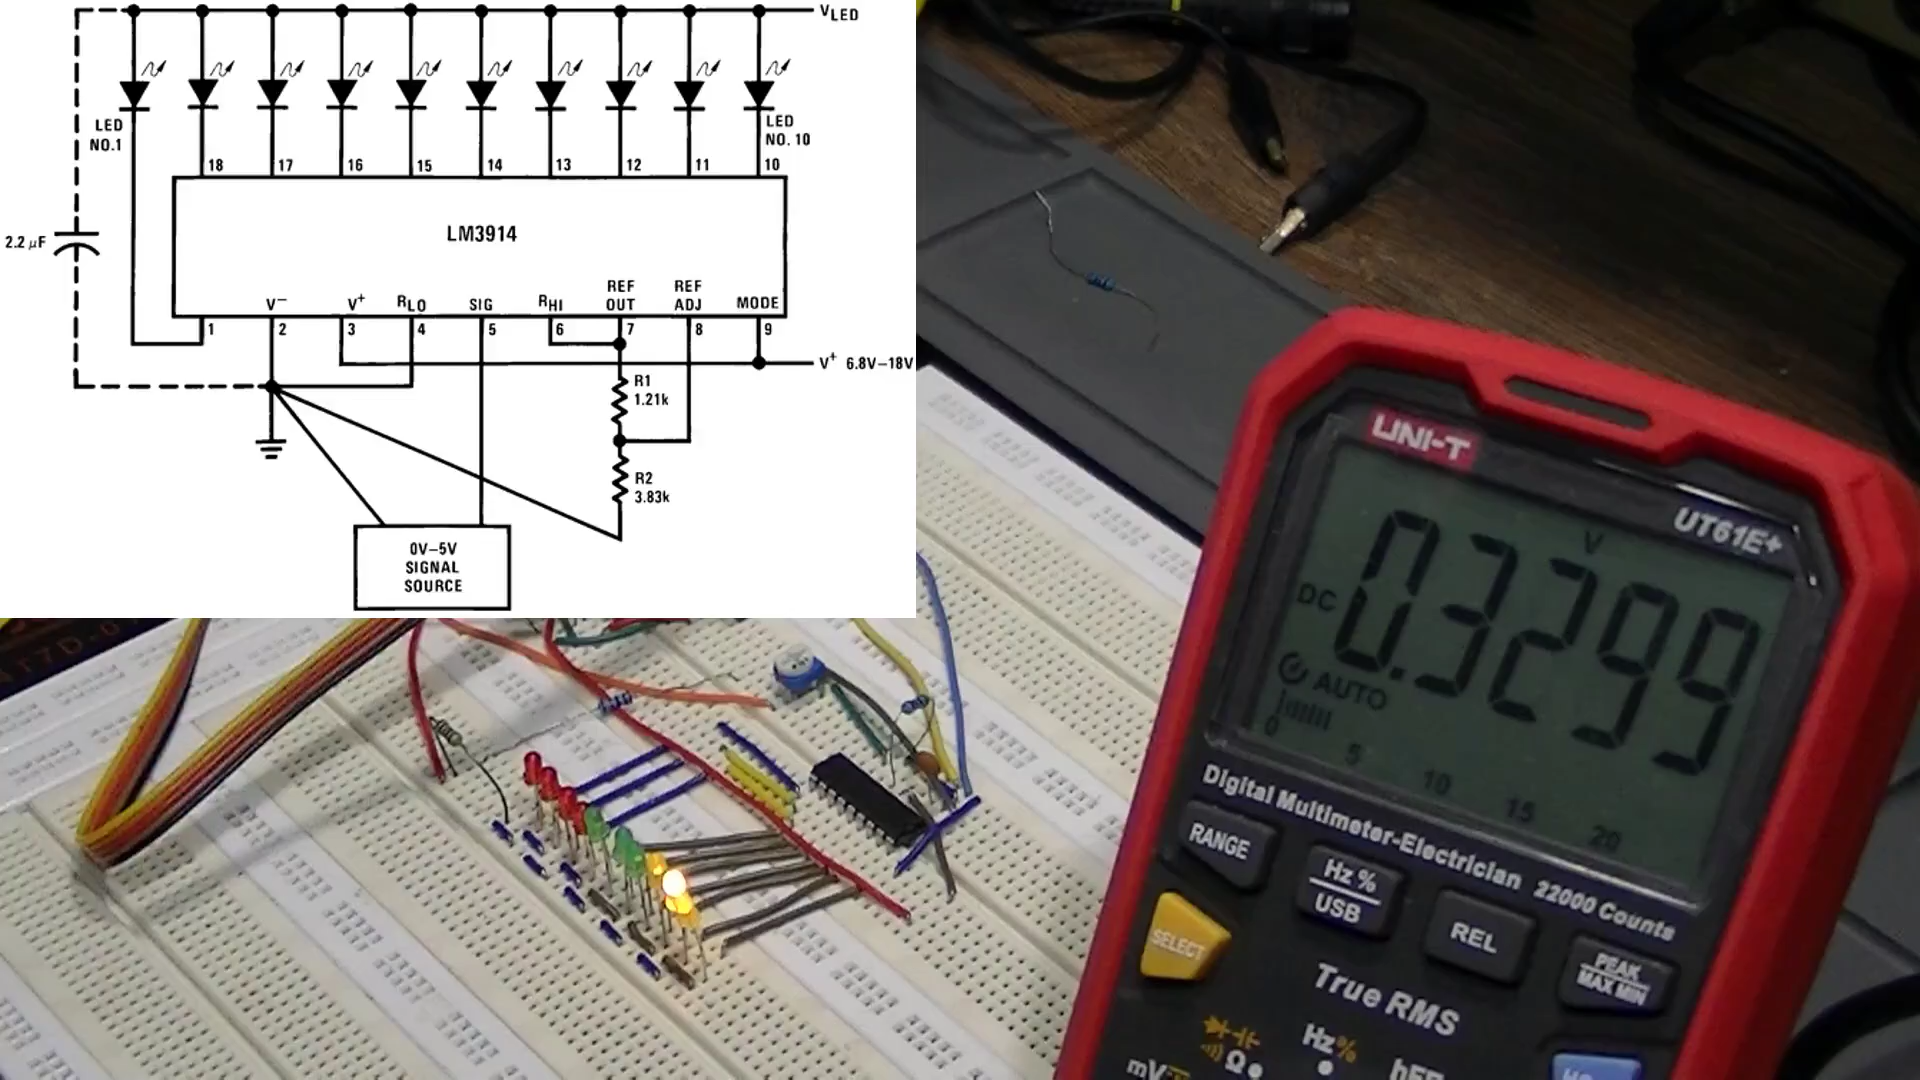 VLED
LED
NO.1
LED
NO. 10
18 17 16 15 14 13 12 11 10
2.2 µF
LM3914
V− V+ RLO SIG RHI REF OUT REF ADJ MODE
1 2 3 4 5 6 7 8 9
V+ 6.8V–18V
R1
1.21k
R2
3.83k
0V–5V
SIGNAL
SOURCE
UNI-T
UT61E+
V
DC 0.3299
AUTO
0 5 10 15 20
Digital Multimeter-Electrician 22000 Counts
RANGE
Hz %
USB
REL
PEAK
MAX MIN
SELECT
True RMS
Hz%
Ω
mV
hFE